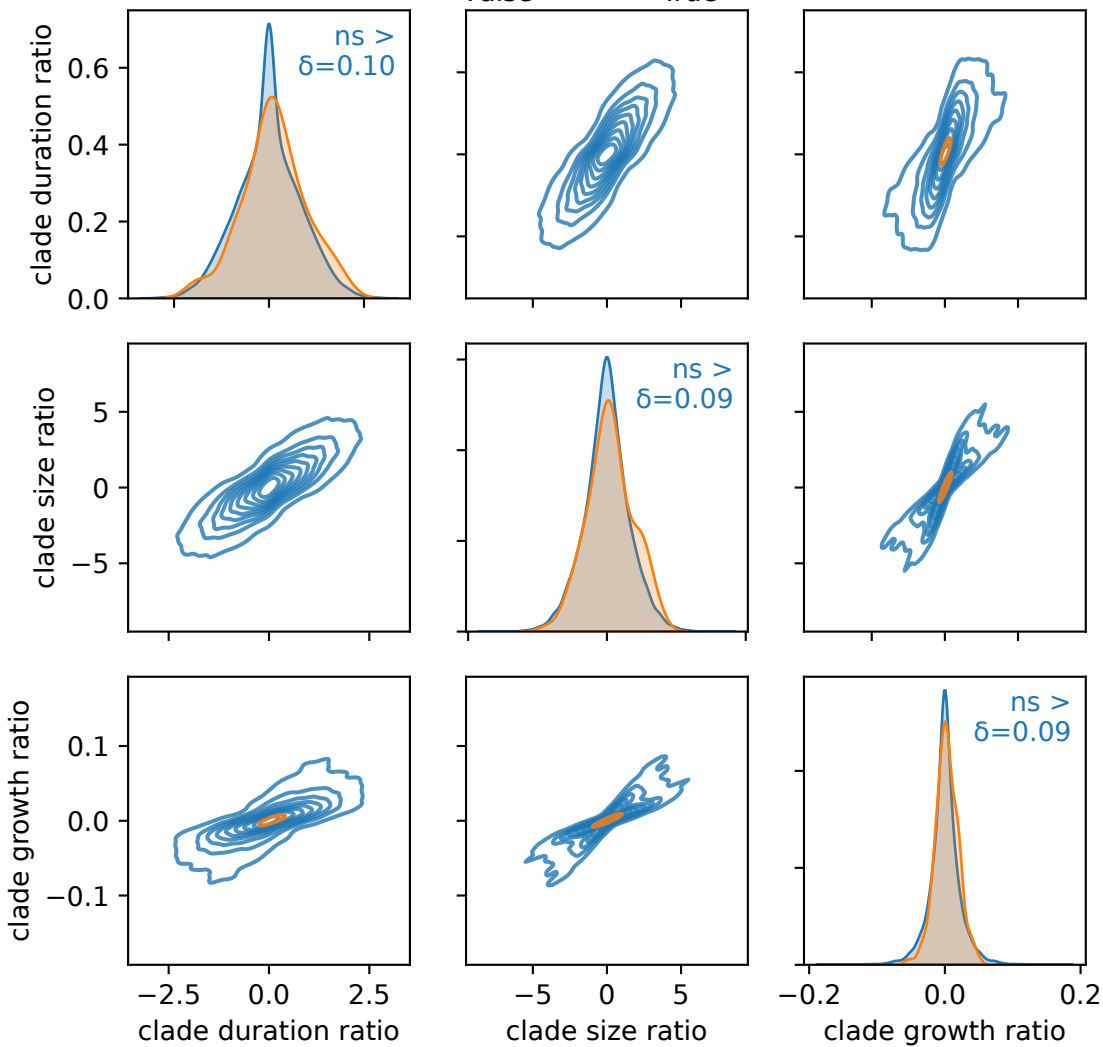 clade duration ratio
0.6
0.4
0.2
0.0
ns >
δ=0.10
clade size ratio
5
0
−5
ns >
δ=0.09
clade growth ratio
0.1
0.0
−0.1
ns >
δ=0.09
−2.5 0.0 2.5
−5 0 5
−0.2 0.0 0.2
clade duration ratio
clade size ratio
clade growth ratio